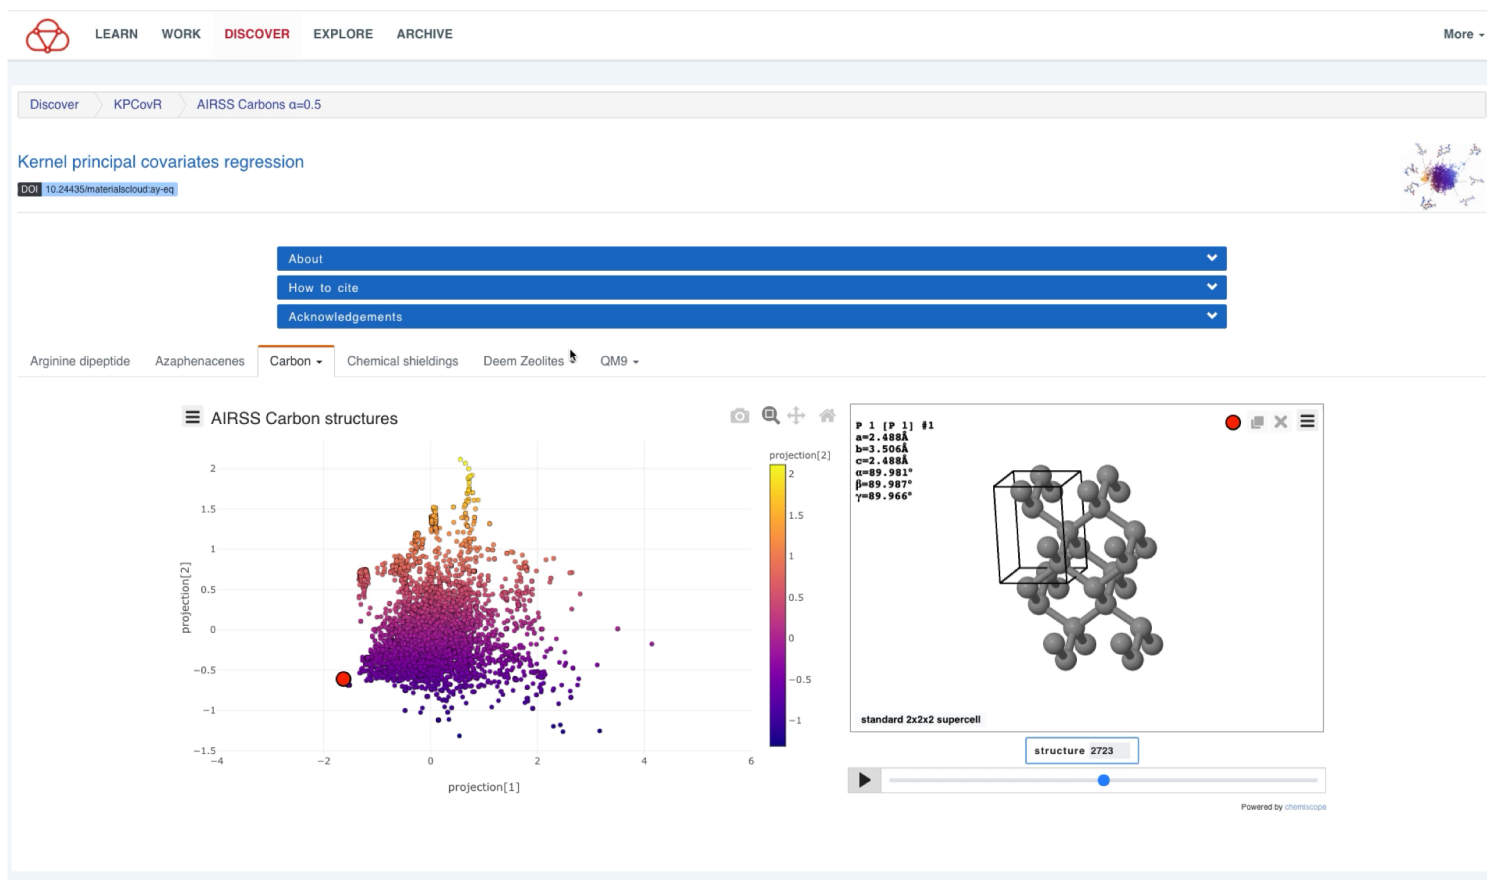 LEARN WORK DISCOVER EXPLORE ARCHIVE More
Discover KPCovR AIRSS Carbons α=0.5
Kernel principal covariates regression
DOI 10.24435/materialscloud:ay-eq
About
How to cite
Acknowledgements
Arginine dipeptide Azaphenacenes Carbon Chemical shieldings Deem Zeolites QM9
AIRSS Carbon structures
projection[2]
2
1.5
1
0.5
0
−0.5
−1
−1.5
−4 −2 0 2 4 6
projection[1]
projection[2]
2
1.5
1
0.5
0
−0.5
−1
P 1 [P 1] #1
a=2.488Å
b=3.506Å
c=2.488Å
α=89.981°
β=89.987°
γ=89.966°
standard 2x2x2 supercell
structure 2723
Powered by chemiscope